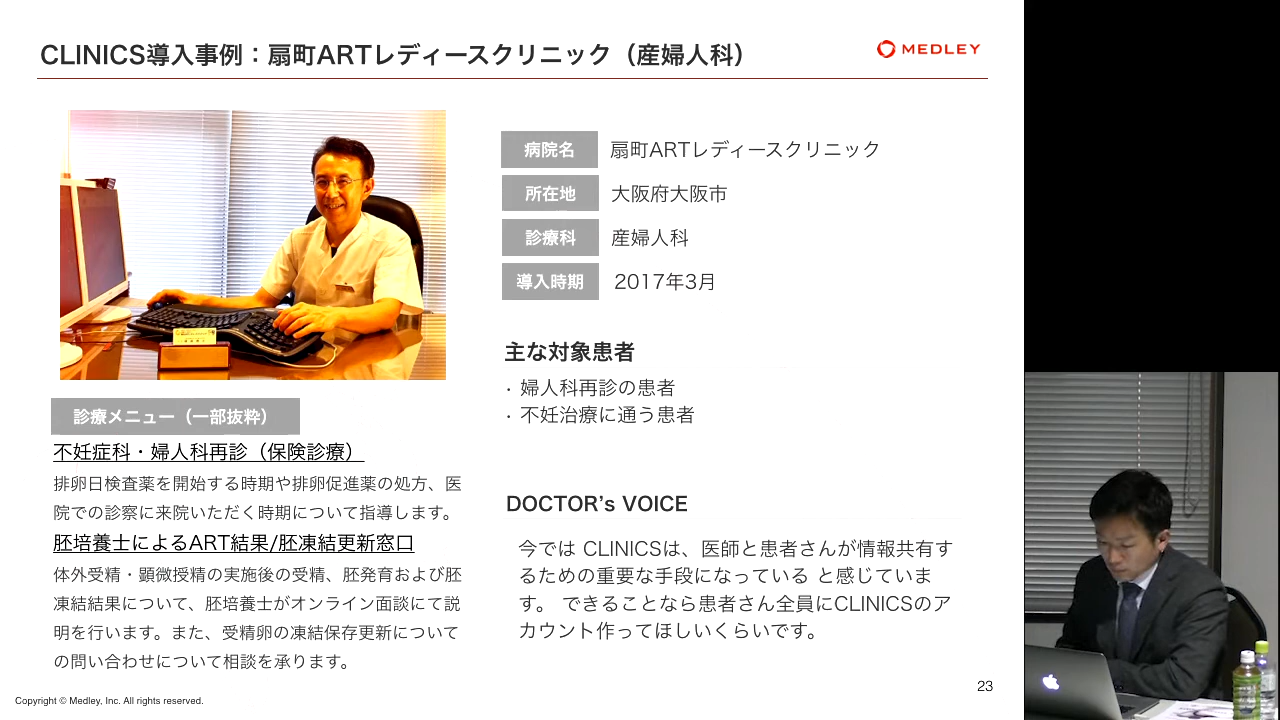 CLINICS導入事例：扇町ARTレディースクリニック（産婦人科）
MEDLEY
病院名 扇町ARTレディースクリニック
所在地 大阪府大阪市
診療科 産婦人科
導入時期 2017年3月
主な対象患者
・婦人科再診の患者
・不妊治療に通う患者
診療メニュー（一部抜粋）
不妊症科・婦人科再診（保険診療）
排卵日検査薬を開始する時期や排卵促進薬の処方、医
院での診察に来院いただく時期について指導します。
胚培養士によるART結果/胚凍結更新窓口
体外受精・顕微授精の実施後の受精、胚発育および胚
凍結結果について、胚培養士がオンライン面談にて説
明を行います。また、受精卵の凍結保存更新について
の問い合わせについて相談を承ります。
DOCTOR’s VOICE
今では CLINICSは、医師と患者さんが情報共有す
るための重要な手段になっている と感じていま
す。 できることなら患者さん全員にCLINICSのア
カウント作ってほしいくらいです。
23
Copyright © Medley, Inc. All rights reserved.